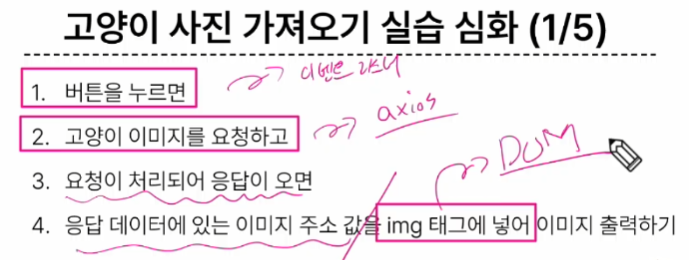 고양이 사진 가져오기 실습 심화 (1/5)
1. 버튼을 누르면
이벤트 리스너
2. 고양이 이미지를 요청하고
axios
DOM
3. 요청이 처리되어 응답이 오면
4. 응답 데이터에 있는 이미지 주소 값을 img 태그에 넣어 이미지 출력하기